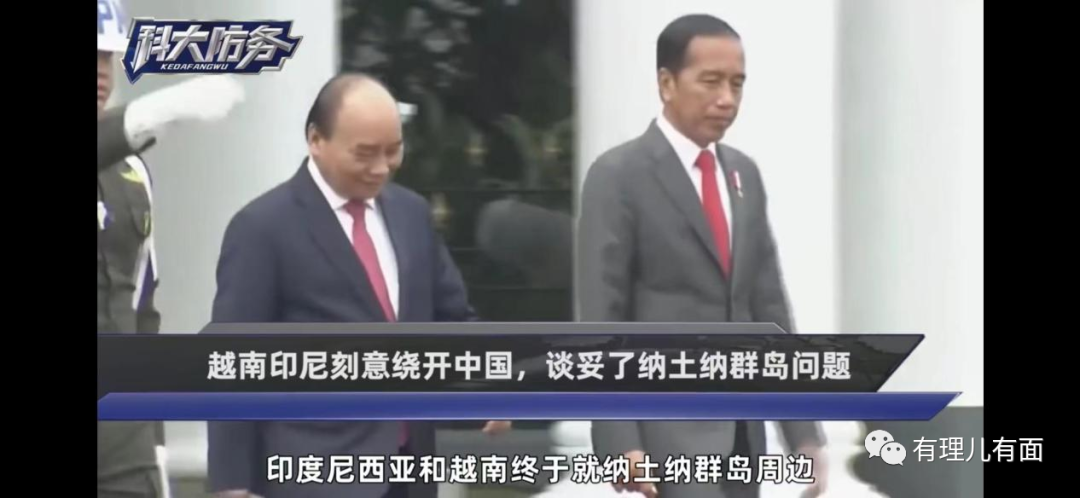 科大防务
KEDAFANGWU
越南印尼刻意绕开中国，谈妥了纳土纳群岛问题
印度尼西亚和越南终于就纳土纳群岛周边
有理儿有面